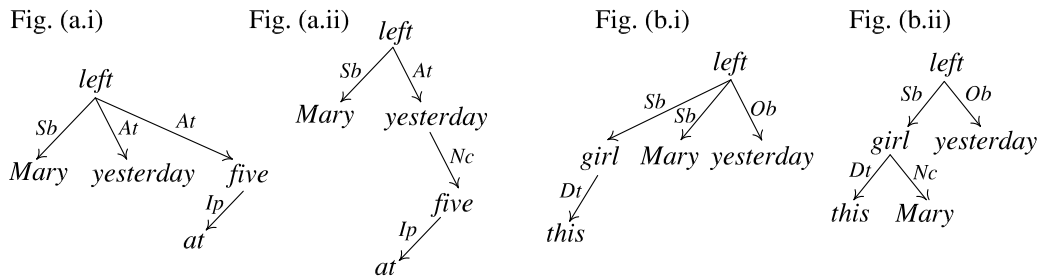 Fig. (a.i)
left
Sb At At
Mary yesterday five
Ip
at
Fig. (a.ii)
left
Sb At
Mary yesterday
Nc
five
Ip
at
Fig. (b.i)
left
Sb Sb Ob
girl Mary yesterday
Dt
this
Fig. (b.ii)
left
Sb Ob
girl yesterday
Dt Nc
this Mary